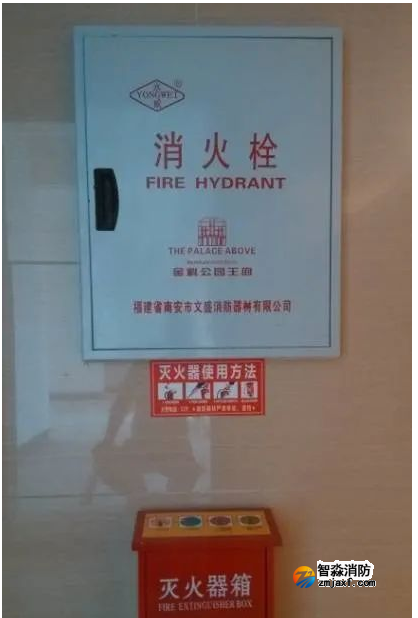 YONGWEI
®
消火栓
FIRE HYDRANT
THE PALACE ABOVE
金科公园王府
福建省南安市文盛消防器材有限公司
灭火器使用方法
灭火器箱
FIRE EXTINGUISHER BOX
智淼消防
zmjaxf.com